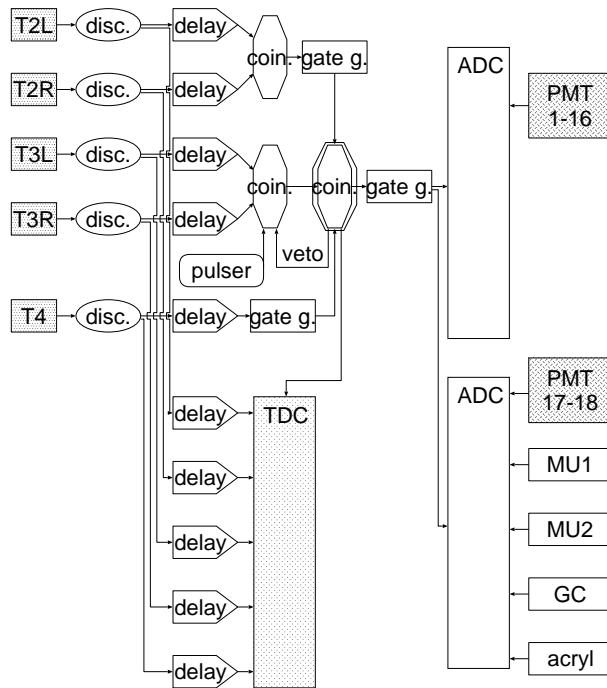 T2L
disc.
delay
coin.
gate g.
T2R
disc.
delay
T3L
disc.
delay
coin.
coin.
gate g.
T3R
disc.
delay
pulser
veto
T4
disc.
delay
gate g.
delay
TDC
delay
delay
delay
delay
ADC
PMT
1-16
ADC
PMT
17-18
MU1
MU2
GC
acryl